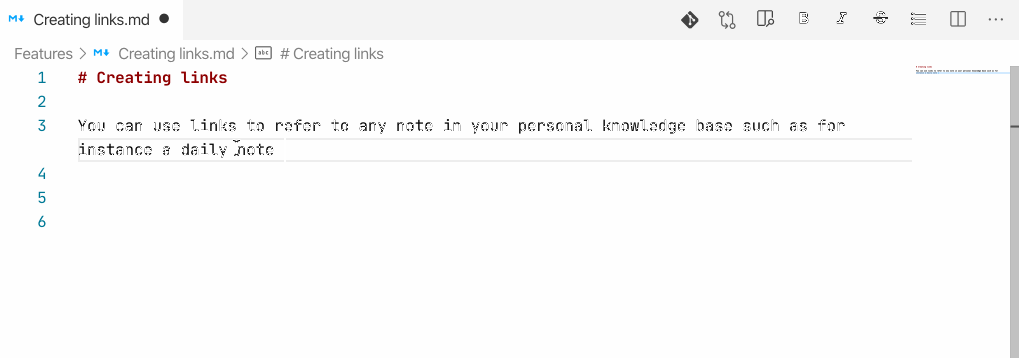 Creating links.md
B I S
Features > Creating links.md > abc # Creating links
1 # Creating links
2
3 You can use links to refer to any note in your personal knowledge base such as for
instance a daily note
4
5
6